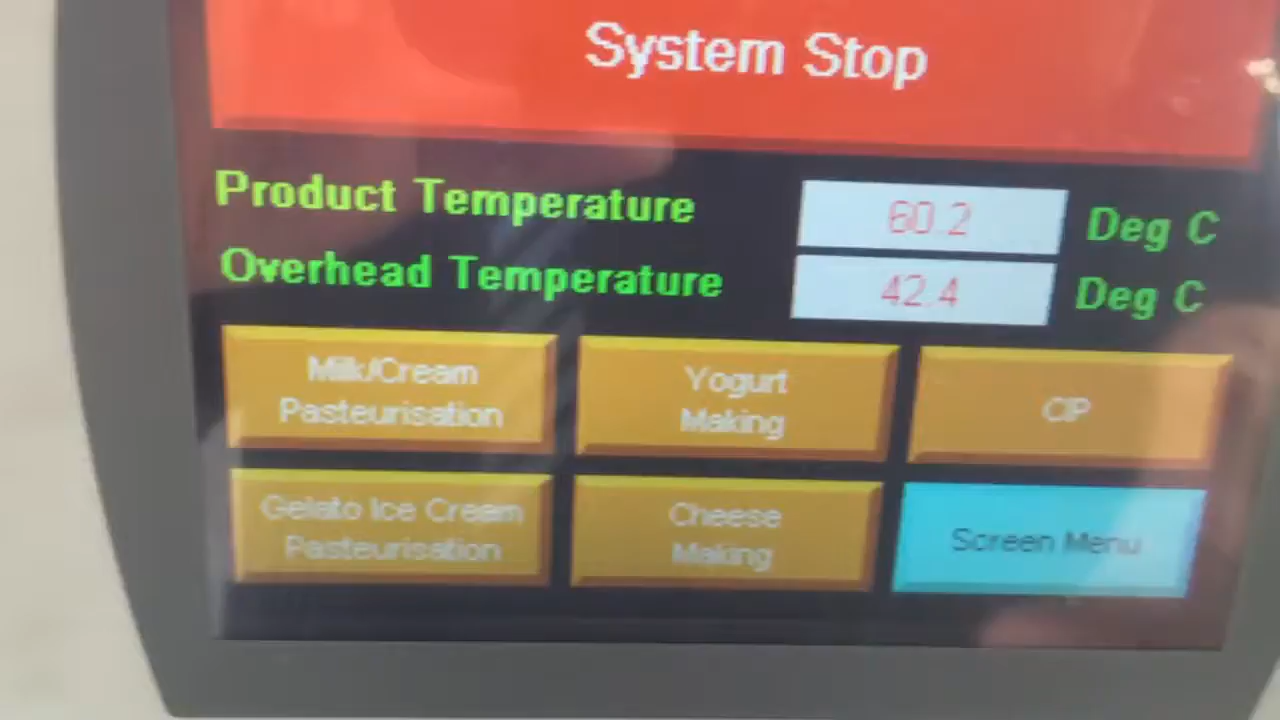 System Stop
Product Temperature 60.2 Deg C
Overhead Temperature 42.4 Deg C
Milk/Cream
Pasteurisation
Yogurt
Making
CIP
Gelato Ice Cream
Pasteurisation
Cheese
Making
Screen Menu